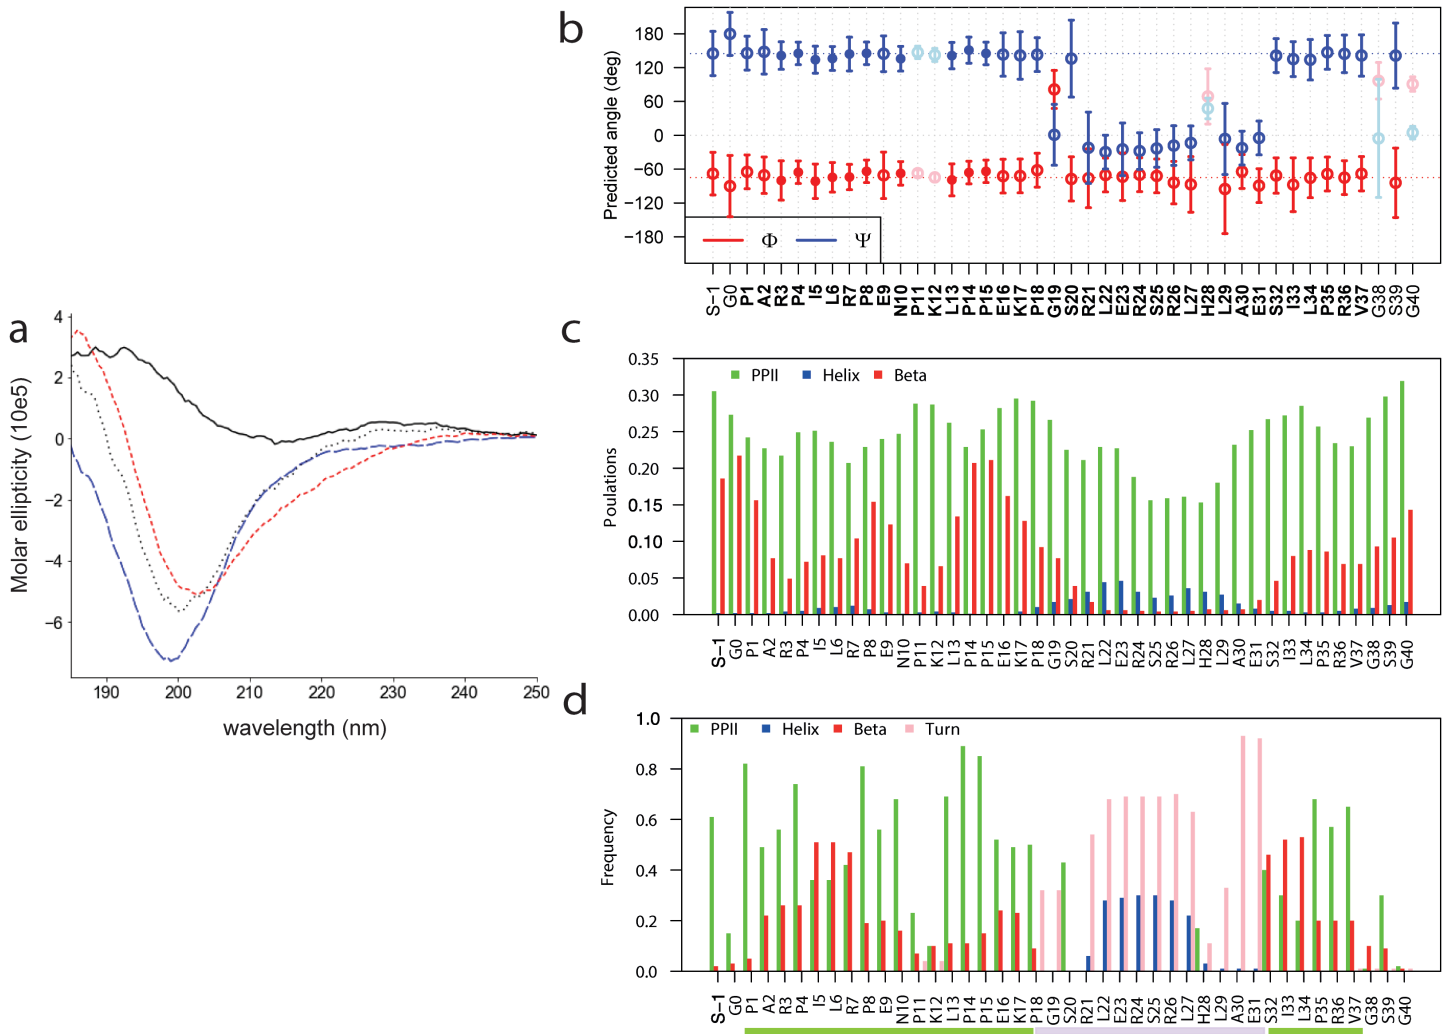 b
180
120
60
0
−60
−120
−180
Predicted angle (deg)
Φ Ψ
S−1 G0 P1 A2 R3 P4 I5 L6 R7 P8 E9 N10 P11 K12 L13 P14 P15 E16 K17 P18 G19 S20 R21 L22 E23 R24 S25 R26 L27 H28 L29 A30 E31 S32 I33 L34 P35 R36 V37 G38 S39 G40
a
4
2
0
−2
−4
−6
Molar ellipticity (10e5)
190 200 210 220 230 240 250
wavelength (nm)
c
0.35
0.30
0.25
0.20
0.15
0.10
0.05
0.00
Poulations
PPII Helix Beta
S−1 G0 P1 A2 R3 P4 I5 L6 R7 P8 E9 N10 P11 K12 L13 P14 P15 E16 K17 P18 G19 S20 R21 L22 E23 R24 S25 R26 L27 H28 L29 A30 E31 S32 I33 L34 P35 R36 V37 G38 S39 G40
d
1.0
0.8
0.6
0.4
0.2
0.0
Frequency
PPII Helix Beta Turn
S−1 G0 P1 A2 R3 P4 I5 L6 R7 P8 E9 N10 P11 K12 L13 P14 P15 E16 K17 P18 G19 S20 R21 L22 E23 R24 S25 R26 L27 H28 L29 A30 E31 S32 I33 L34 P35 R36 V37 G38 S39 G40